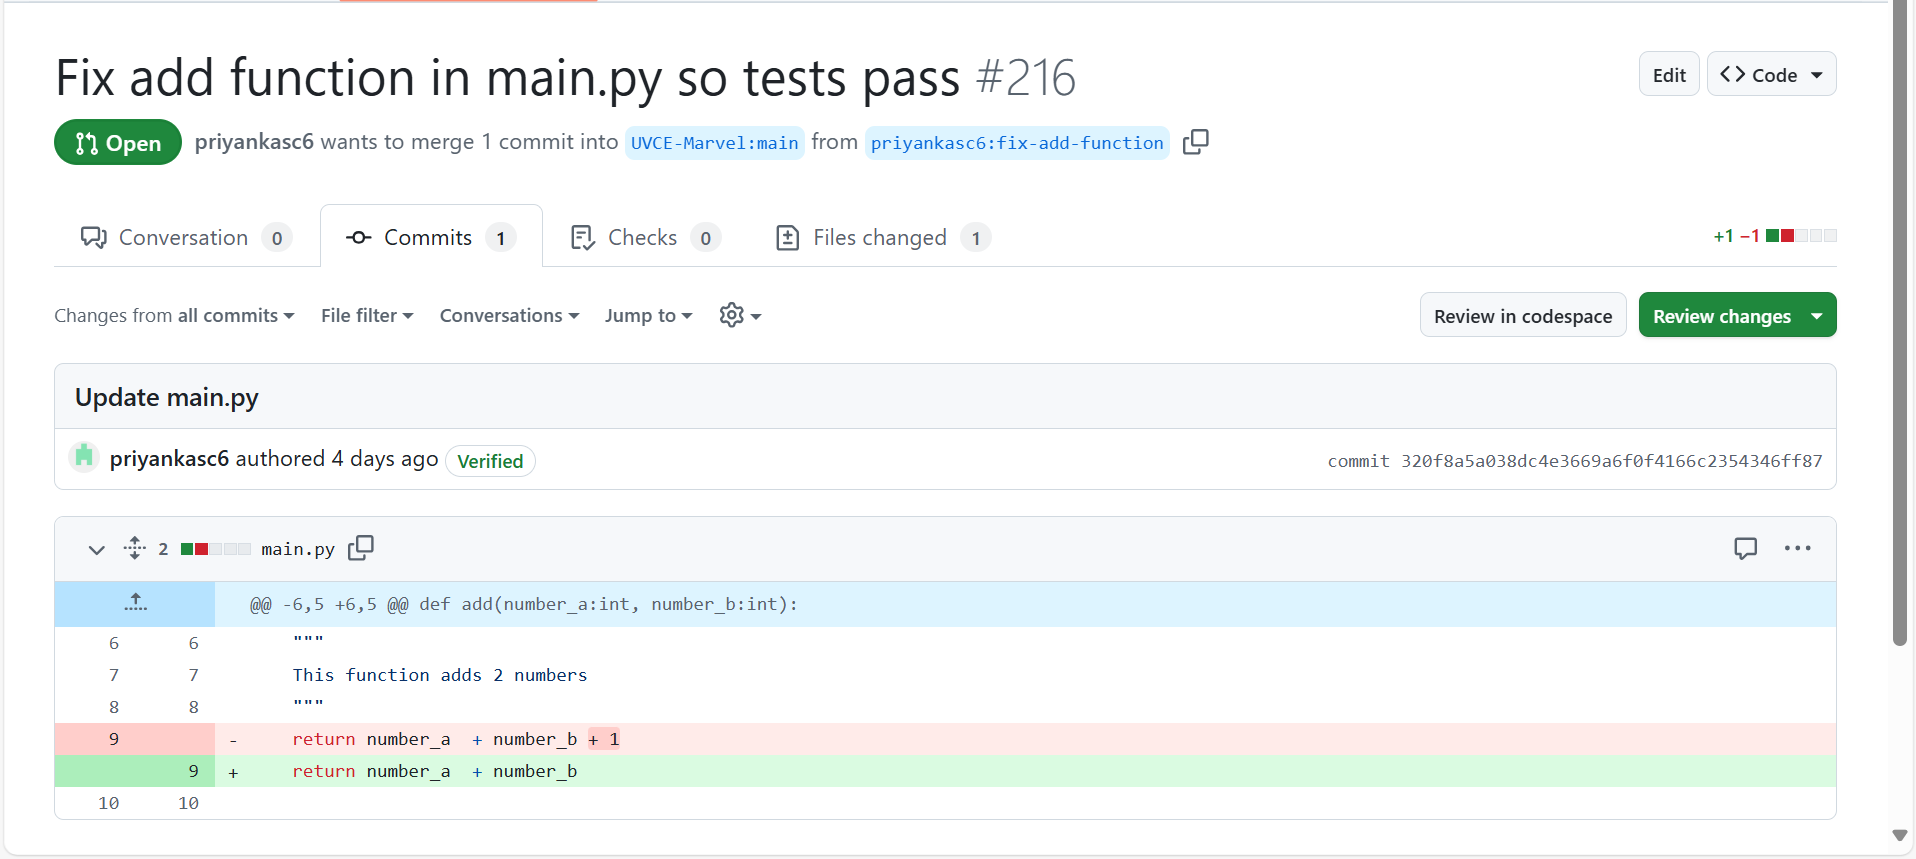 Fix add function in main.py so tests pass #216
Edit
Code
Open
priyankasc6 wants to merge 1 commit into UVCE-Marvel:main from priyankasc6:fix-add-function
Conversation 0
Commits 1
Checks 0
Files changed 1
+1 −1
Changes from all commits
File filter
Conversations
Jump to
Review in codespace
Review changes
Update main.py
priyankasc6 authored 4 days ago Verified
commit 320f8a5a038dc4e3669a6f0f4166c2354346ff87
2 main.py
@@ -6,5 +6,5 @@ def add(number_a:int, number_b:int):
6 6 """
7 7 This function adds 2 numbers
8 8 """
9 - return number_a  + number_b + 1
9 + return number_a  + number_b
10 10